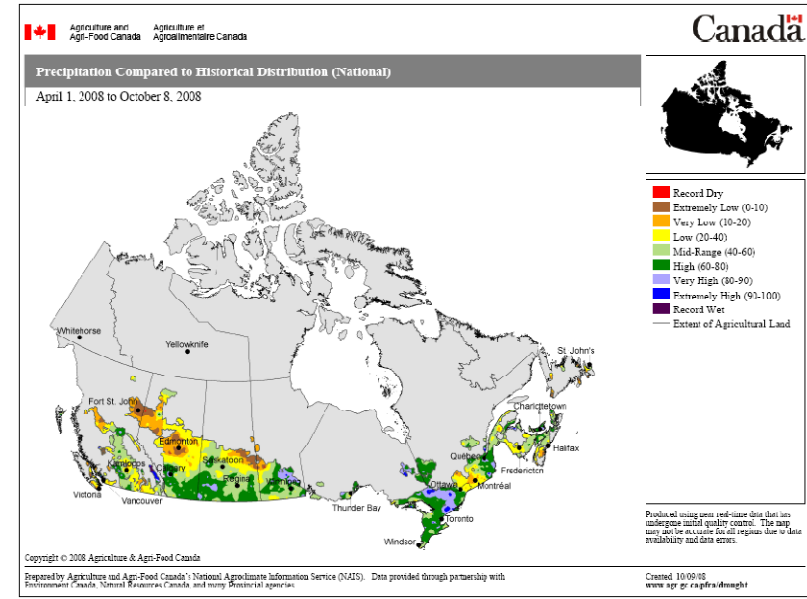 Agriculture and Agriculture et
Agri-Food Canada Agroalimentaire Canada
Canada
Precipitation Compared to Historical Distribution (National)
April 1, 2008 to October 8, 2008
Record Dry
Extremely Low (0-10)
Very Low (10-20)
Low (20-40)
Mid-Range (40-60)
High (60-80)
Very High (80-90)
Extremely High (90-100)
Record Wet
Extent of Agricultural Land
Whitehorse
Yellowknife
St. John's
Fort St. John
Charlottetown
Edmonton
Saskatoon
Québec
Halifax
Kamloops
Calgary
Regina
Winnipeg
Fredericton
Ottawa
Montréal
Victoria
Vancouver
Thunder Bay
Toronto
Windsor
Produced using near real-time data that has
undergone initial quality control. The map
may not be accurate for all regions due to data
availability and data errors.
Copyright © 2008 Agriculture & Agri-Food Canada
Prepared by Agriculture and Agri-Food Canada's National Agroclimate Information Service (NAIS). Data provided through partnership with
Environment Canada, Natural Resources Canada, and many Provincial agencies.
Created 10/09/08
www.agr.gc.ca/pfra/drought